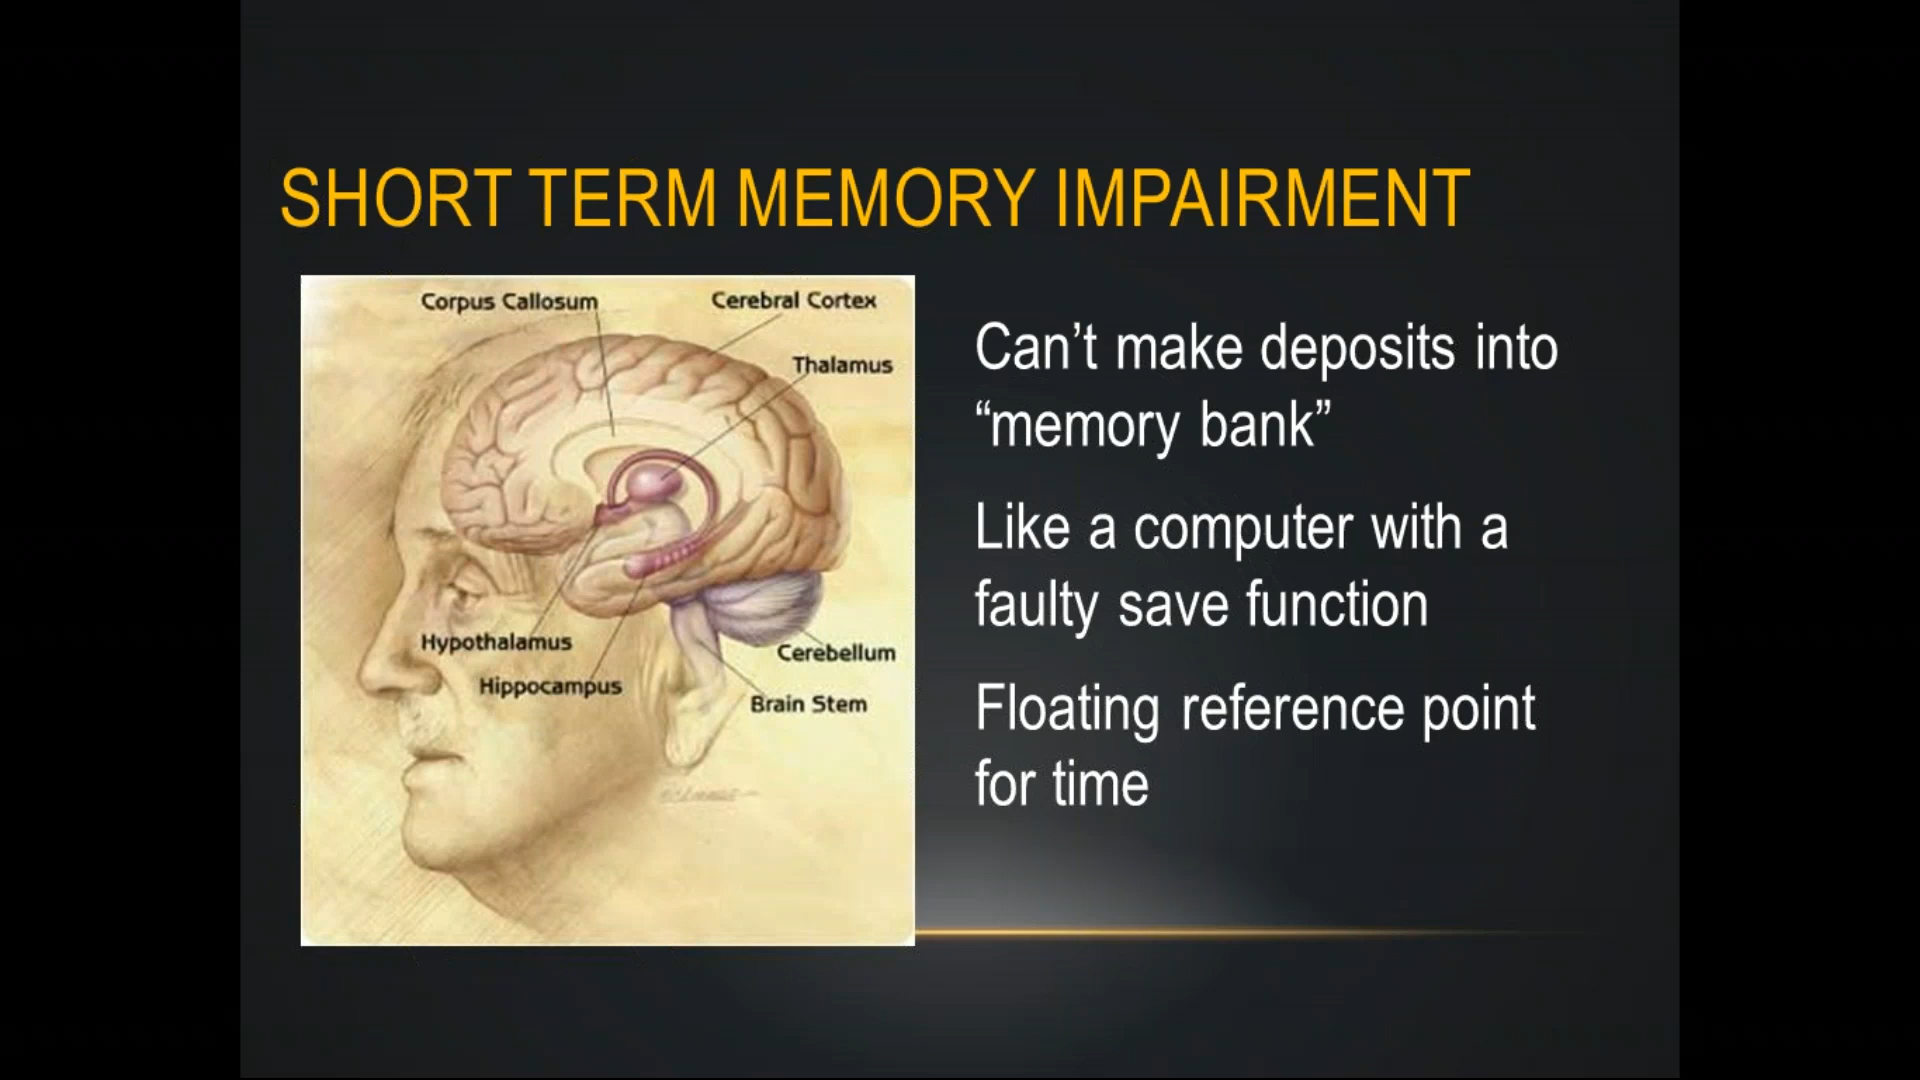 SHORT TERM MEMORY IMPAIRMENT
Corpus Callosum
Cerebral Cortex
Thalamus
Hypothalamus
Hippocampus
Cerebellum
Brain Stem
Can’t make deposits into
“memory bank”
Like a computer with a
faulty save function
Floating reference point
for time